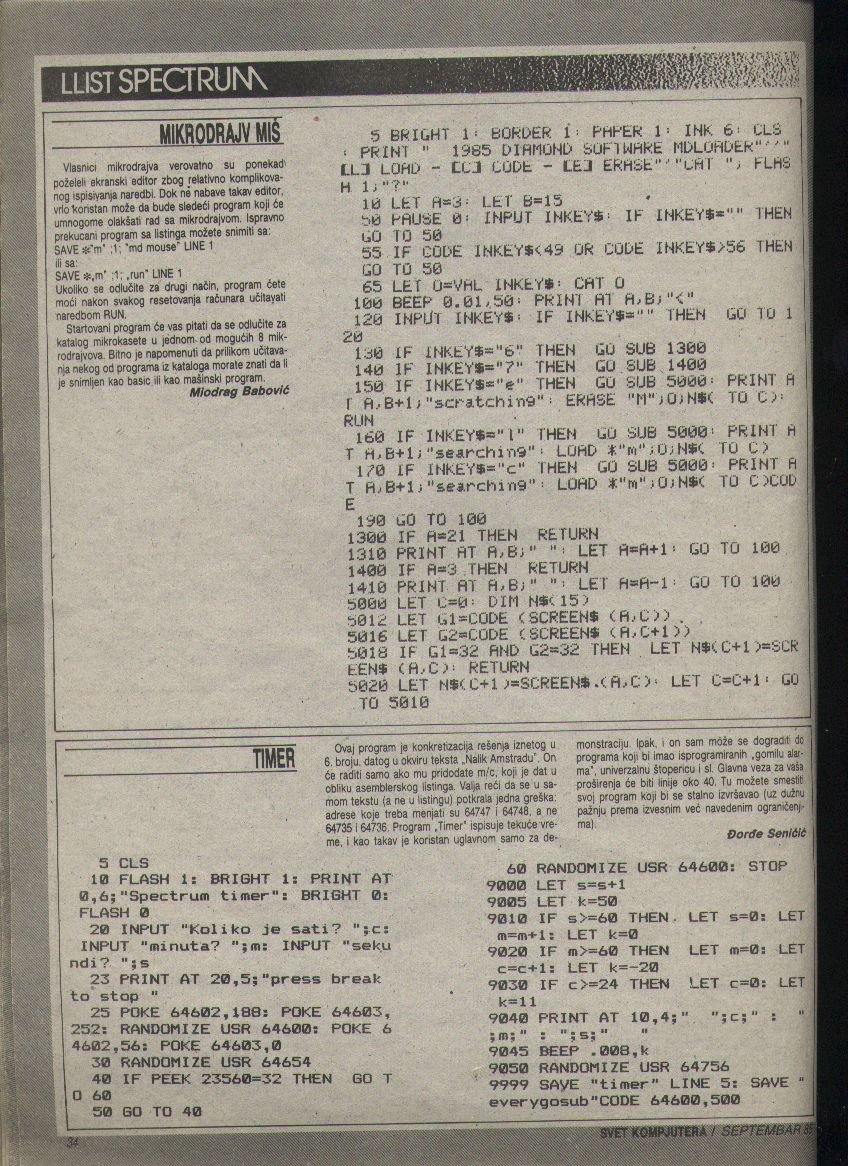 LLIST SPECTRUM
MIKRODRAJV MIŠ
Vlasnici mikrodrajva verovatno su ponekad
poželeli ekranski editor zbog relativno komplikova-
nog ispisivanja naredbi. Dok ne nabave takav editor,
vrlo koristan može da bude sledeći program koji će
umnogome olakšati rad sa mikrodrajvom. Ispravno
prekucani program sa listinga možete snimiti sa:
SAVE *"m" ;1; "md mouse" LINE 1
ili sa:
SAVE *„m" ;1; „run" LINE 1
Ukoliko se odlučite za drugi način, program ćete
moći nakon svakog resetovanja računara učitavati
naredbom RUN.
Startovani program će vas pitati da se odlučite za
katalog mikrokasete u jednom od mogućih 8 mik-
rodrajvova. Bitno je napomenuti da prilikom učitava-
nja nekog od programa iz kataloga morate znati da li
je snimljen kao basic ili kao mašinski program.
Miodrag Babović
5 BRIGHT 1: BORDER 1: PAPER 1: INK 6: CLS
: PRINT "  1985 DIAMOND SOFTWARE MDLOADER"'''"
[L] LOAD - [C] CODE - [E] ERASE"'"CAT "; FLAS
H 1;"?"
10 LET A=3: LET B=15
50 PAUSE 0: INPUT INKEY$: IF INKEY$="" THEN
GO TO 50
55 IF CODE INKEY$<49 OR CODE INKEY$>56 THEN
GO TO 50
65 LET O=VAL INKEY$: CAT O
100 BEEP 0.01,50: PRINT AT A,B;"<"
120 INPUT INKEY$: IF INKEY$="" THEN  GO TO 1
20
130 IF INKEY$="6" THEN  GO SUB 1300
140 IF INKEY$="7" THEN  GO SUB 1400
150 IF INKEY$="e" THEN  GO SUB 5000: PRINT A
T A,B+1;"scratching": ERASE "M";O;N$( TO C):
RUN
160 IF INKEY$="l" THEN  GO SUB 5000: PRINT A
T A,B+1;"searching": LOAD *"m";O;N$( TO C)
170 IF INKEY$="c" THEN  GO SUB 5000: PRINT A
T A,B+1;"searching": LOAD *"m";O;N$( TO C)COD
E
190 GO TO 100
1300 IF A=21 THEN  RETURN
1310 PRINT AT A,B;" ": LET A=A+1: GO TO 100
1400 IF A=3 THEN  RETURN
1410 PRINT AT A,B;" ": LET A=A-1: GO TO 100
5000 LET C=0: DIM N$(15)
5012 LET G1=CODE (SCREEN$ (A,C))
5016 LET G2=CODE (SCREEN$ (A,C+1))
5018 IF G1=32 AND G2=32 THEN  LET N$(C+1)=SCR
EEN$ (A,C): RETURN
5020 LET N$(C+1)=SCREEN$ (A,C): LET C=C+1: GO
TO 5010
TIMER
Ovaj program je konkretizacija rešenja iznetog u
6. broju, datog u okviru teksta „Nalik Amstradu". On
će raditi samo ako mu pridodate m/c, koji je dat u
obliku asemblerskog listinga. Valja reći da se u sa-
mom tekstu (a ne u listingu) potkrala jedna greška:
adrese koje treba menjati su 64747 i 64748, a ne
64735 i 64736. Program „Timer" ispisuje tekuće vre-
me, i kao takav je koristan uglavnom samo za de-
monstraciju. Ipak, i on sam može se dograditi do
programa koji bi imao isprogramiranih „gomilu alar-
ma", univerzalnu štopericu i sl. Glavna veza za vaša
proširenja će biti linije oko 40. Tu možete smestiti
svoj program koji bi se stalno izvršavao (uz dužnu
pažnju prema izvesnim već navedenim ograničenj-
ma).
Đorđe Seničić
5 CLS
10 FLASH 1: BRIGHT 1: PRINT AT
0,6;"Spectrum timer": BRIGHT 0:
FLASH 0
20 INPUT "Koliko je sati? ";c:
INPUT "minuta? ";m: INPUT "seku
ndi? ";s
23 PRINT AT 20,5;"press break
to stop "
25 POKE 64602,188: POKE 64603,
252: RANDOMIZE USR 64600: POKE 6
4602,56: POKE 64603,0
30 RANDOMIZE USR 64654
40 IF PEEK 23560=32 THEN  GO T
O 60
50 GO TO 40
60 RANDOMIZE USR 64600: STOP
9000 LET s=s+1
9005 LET k=50
9010 IF s>=60 THEN  LET s=0: LET
m=m+1: LET k=0
9020 IF m>=60 THEN  LET m=0: LET
c=c+1: LET k=-20
9030 IF c>=24 THEN  LET c=0: LET
k=11
9040 PRINT AT 10,4;"  ";c;" : "
;m;" : ";s;"  "
9045 BEEP .008,k
9050 RANDOMIZE USR 64756
9999 SAVE "timer" LINE 5: SAVE "
everygosub"CODE 64600,500
34
SVET KOMPJUTERA / SEPTEMBAR 85